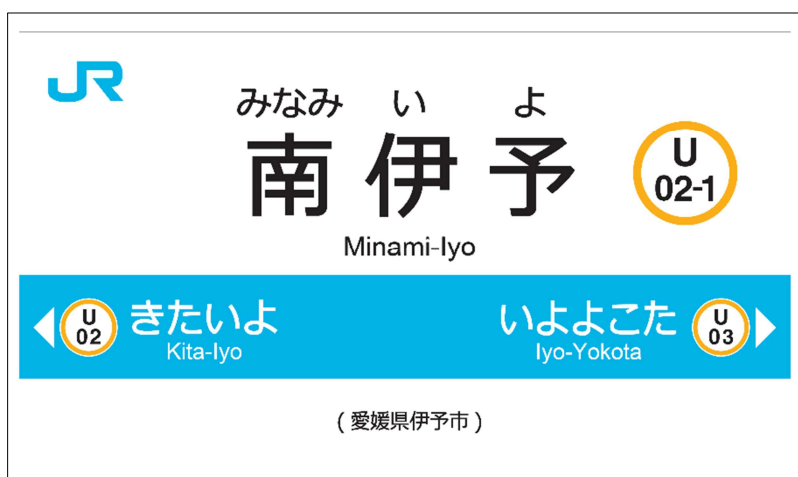 JR
みなみ い よ
南伊予
U
02-1
Minami-Iyo
U
02
きたいよ
Kita-Iyo
いよよこた
Iyo-Yokota
U
03
(愛媛県伊予市)